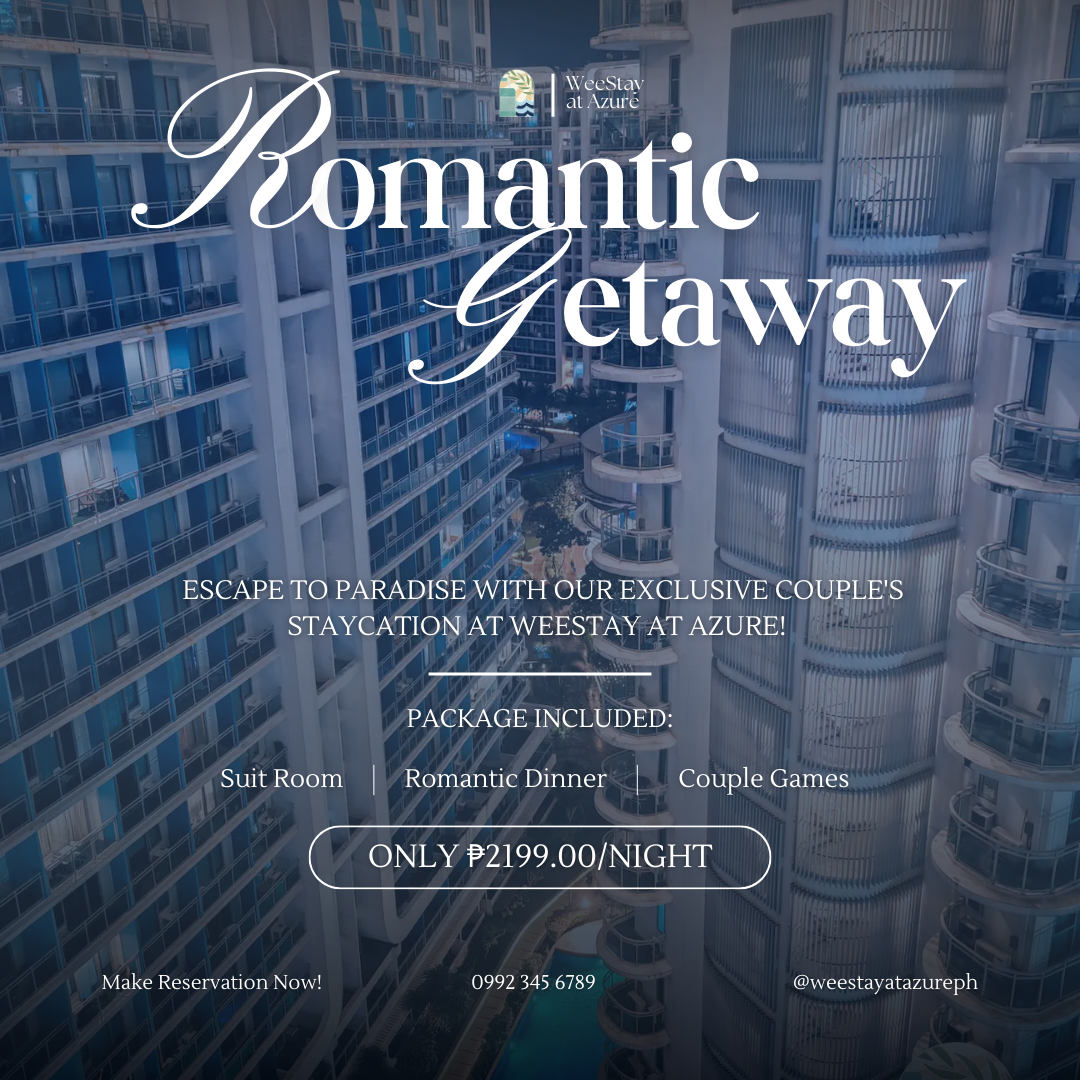 WeeStay
at Azure
Romantic
Getaway
ESCAPE TO PARADISE WITH OUR EXCLUSIVE COUPLE'S
STAYCATION AT WEESTAY AT AZURE!
PACKAGE INCLUDED:
Suit Room | Romantic Dinner | Couple Games
ONLY ₱2199.00/NIGHT
Make Reservation Now! 0992 345 6789 @weestayatazureph